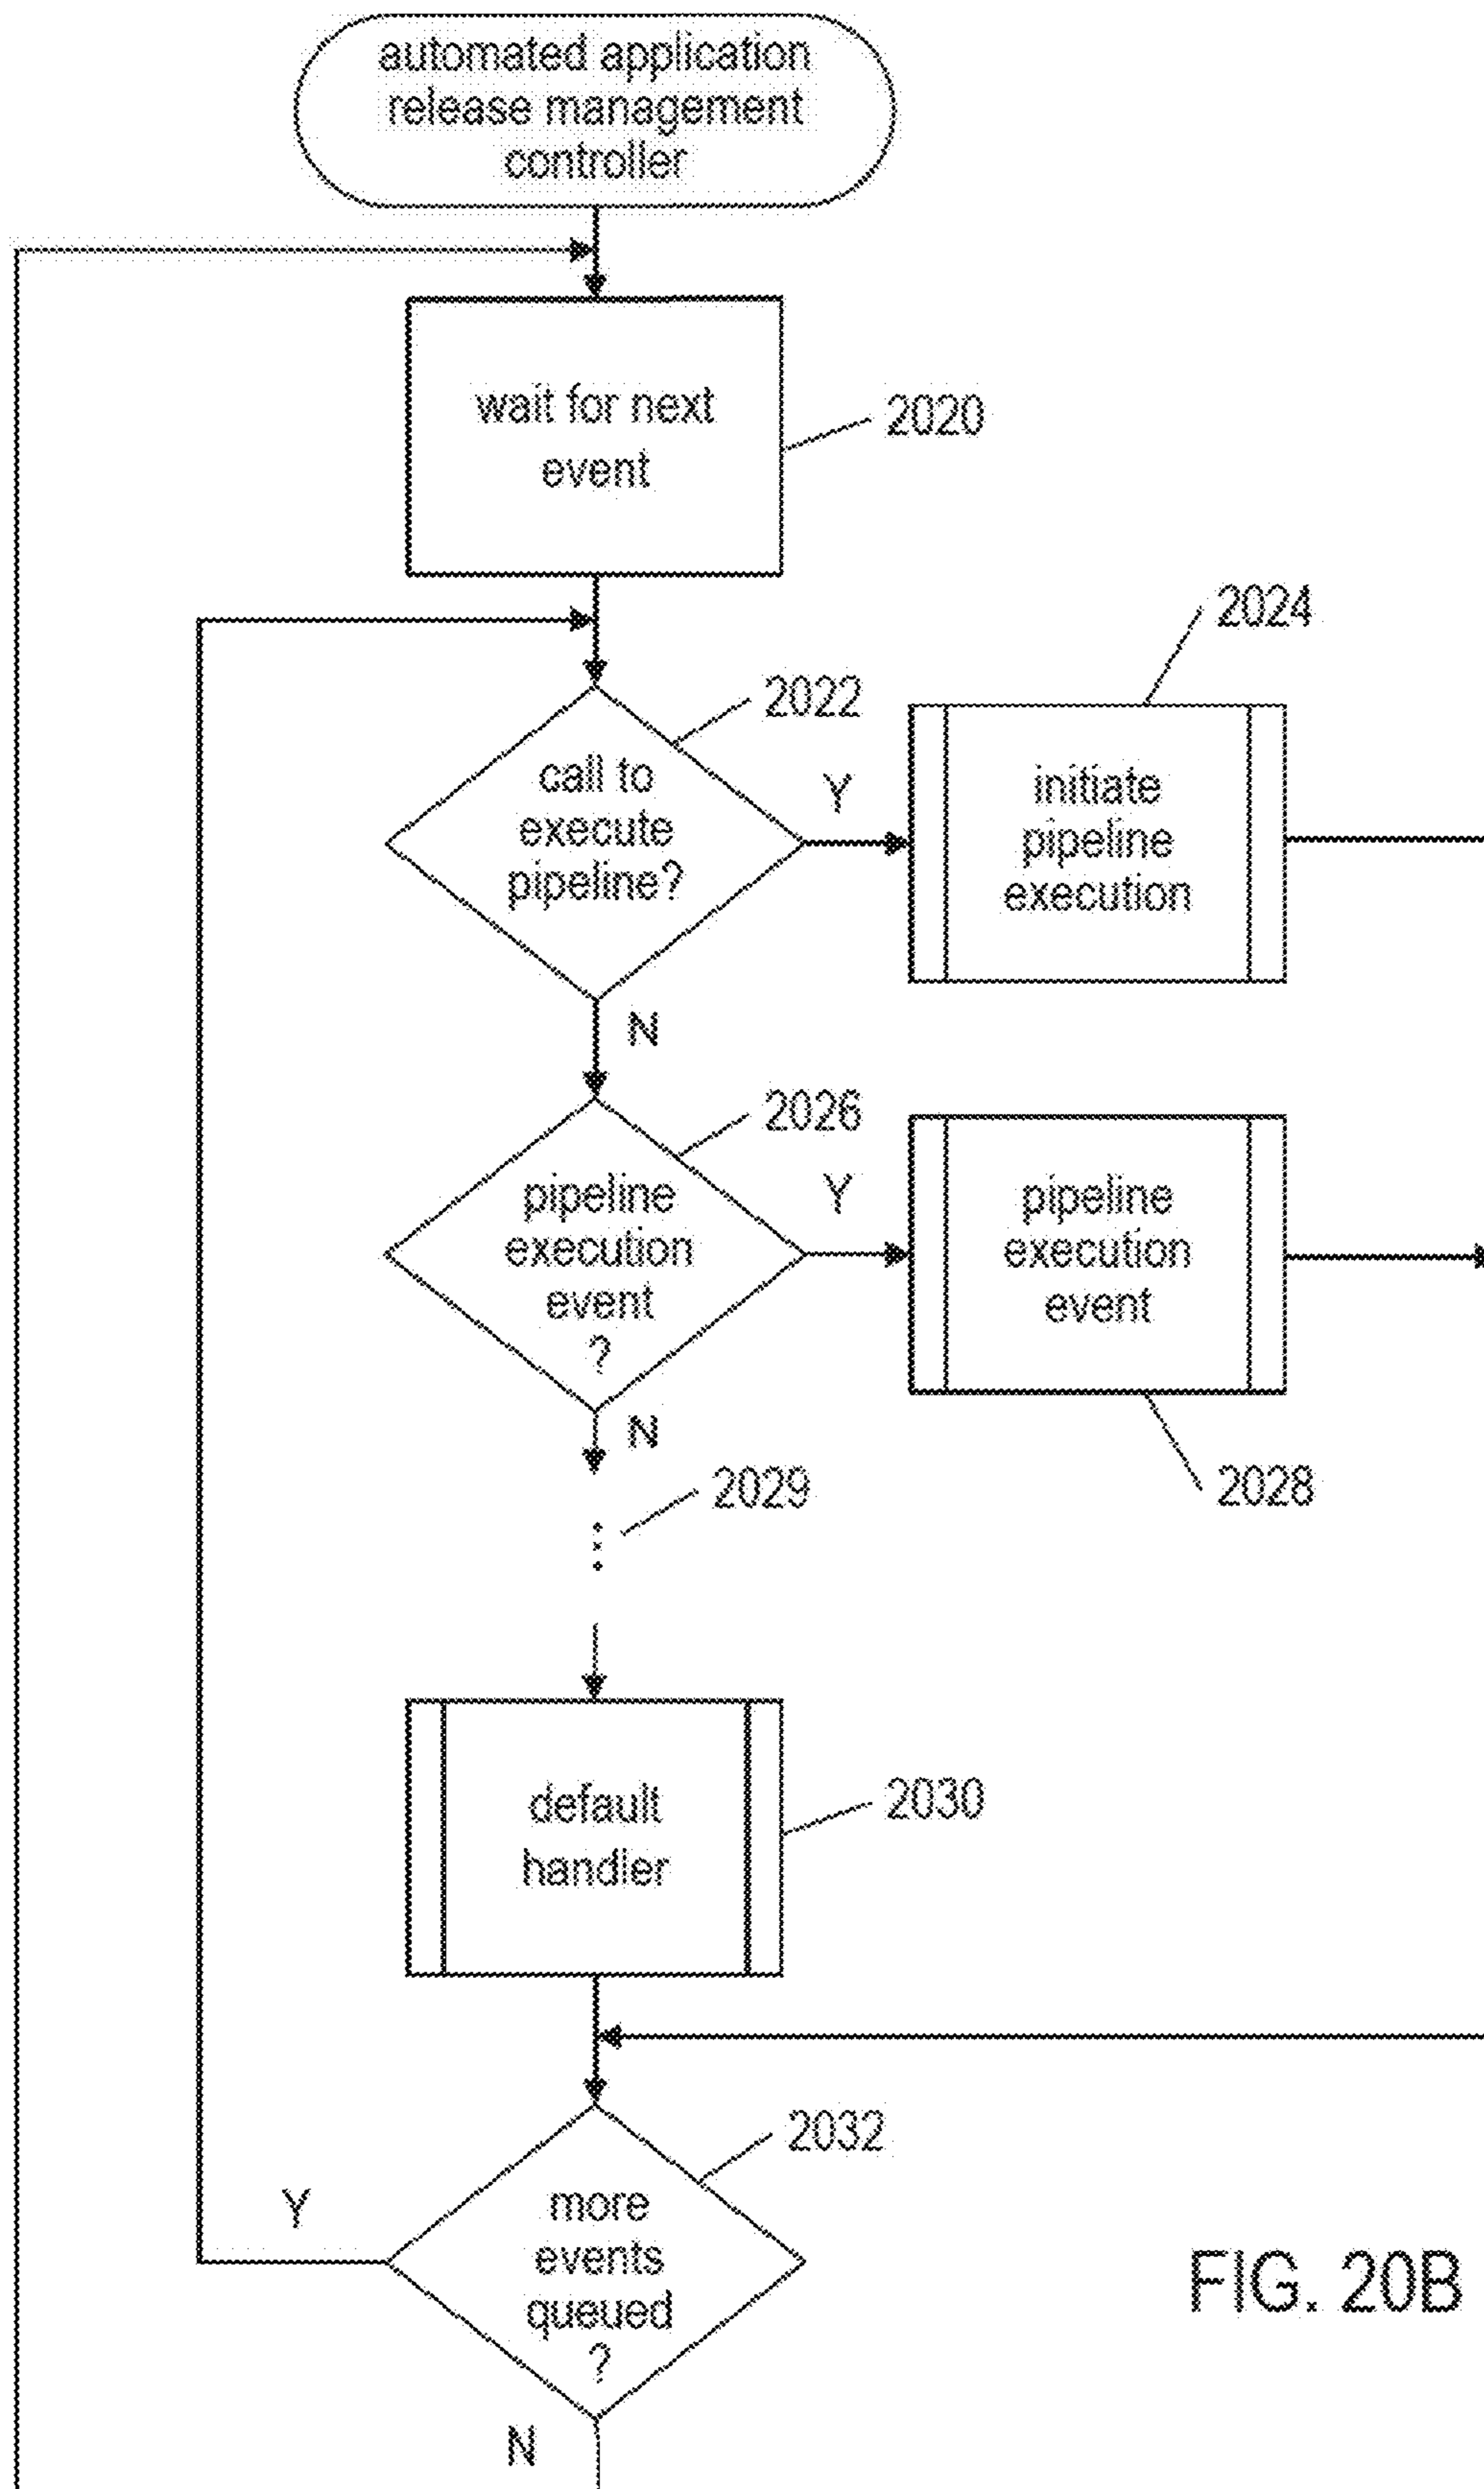 automated application
release management
controller
wait for next
event
2020
2024
2022
call to
execute
pipeline?
Y
initiate
pipeline
execution
N
2026
pipeline
execution
event
?
Y
pipeline
execution
event
N
2029
2028
default
handler
2030
2032
more
events
queued
?
Y
N
FIG. 20B